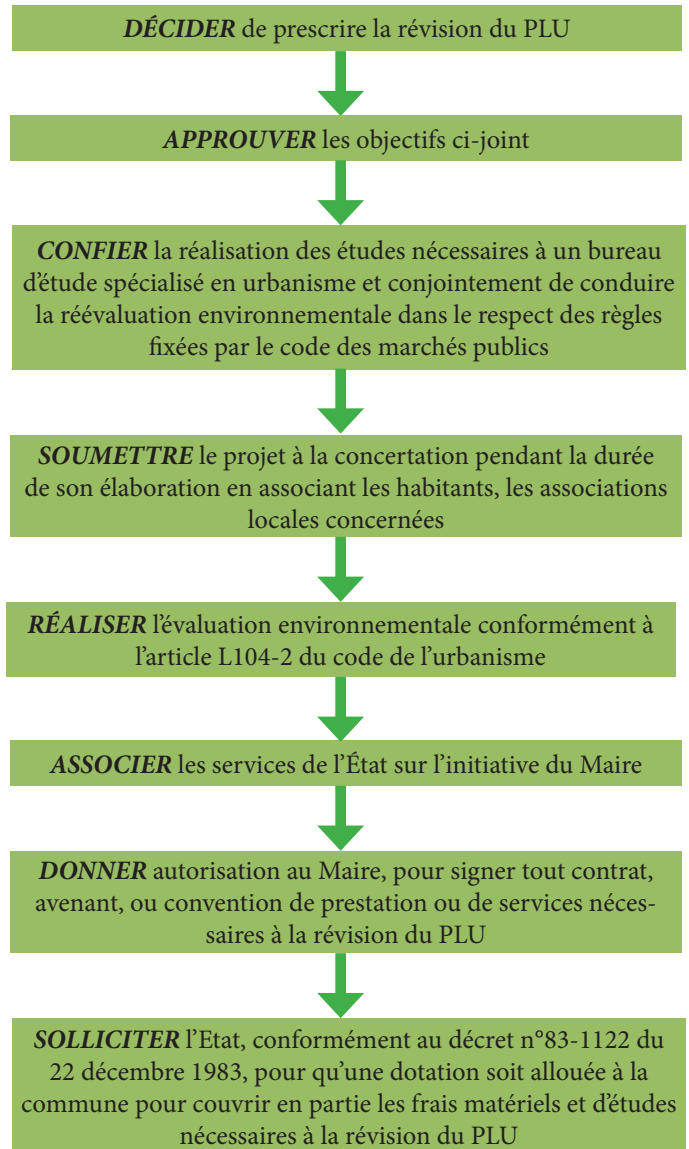 DÉCIDER de prescrire la révision du PLU
APPROUVER les objectifs ci-joint
CONFIER la réalisation des études nécessaires à un bureau
d'étude spécialisé en urbanisme et conjointement de conduire
la réévaluation environnementale dans le respect des règles
fixées par le code des marchés publics
SOUMETTRE le projet à la concertation pendant la durée
de son élaboration en associant les habitants, les associations
locales concernées
RÉALISER l'évaluation environnementale conformément à
l'article L104-2 du code de l'urbanisme
ASSOCIER les services de l'État sur l'initiative du Maire
DONNER autorisation au Maire, pour signer tout contrat,
avenant, ou convention de prestation ou de services néces-
saires à la révision du PLU
SOLLICITER l'Etat, conformément au décret n°83-1122 du
22 décembre 1983, pour qu'une dotation soit allouée à la
commune pour couvrir en partie les frais matériels et d'études
nécessaires à la révision du PLU